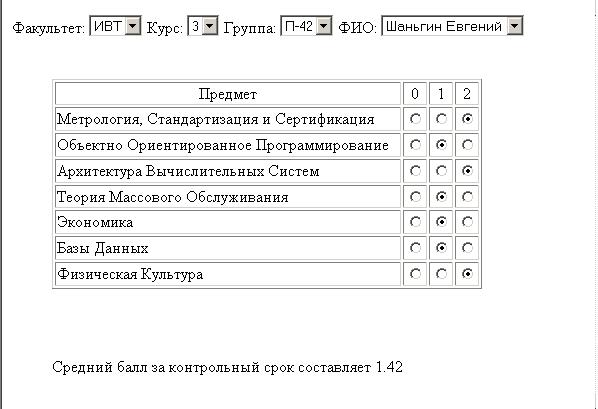 Факультет: ИВТ Курс: 3 Группа: П-42 ФИО: Шаньгин Евгений
Предмет 0 1 2
Метрология, Стандартизация и Сертификация
Объектно Ориентированное Программирование
Архитектура Вычислительных Систем
Теория Массового Обслуживания
Экономика
Базы Данных
Физическая Культура
Средний балл за контрольный срок составляет 1.42